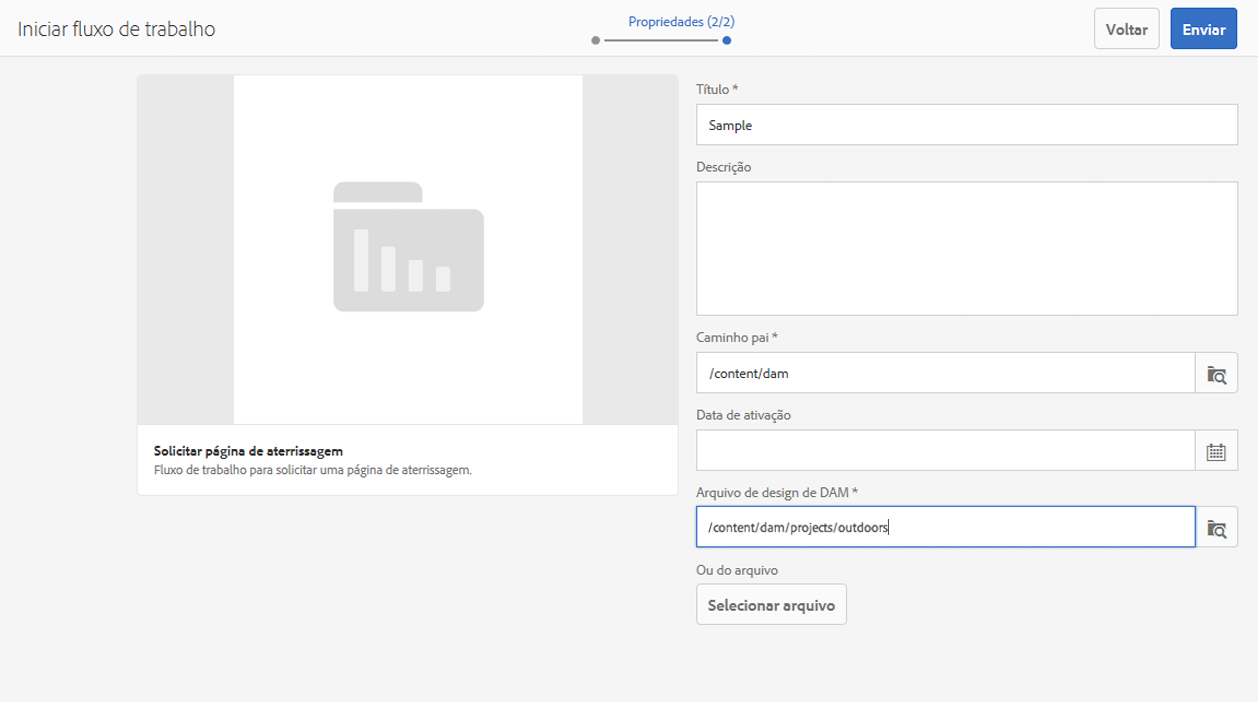 Iniciar fluxo de trabalho
Propriedades (2/2)
Voltar
Enviar
Título *
Sample
Descrição
Caminho pai *
/content/dam
Solicitar página de aterrissagem
Fluxo de trabalho para solicitar uma página de aterrissagem.
Data de ativação
Arquivo de design de DAM *
/content/dam/projects/outdoors
Ou do arquivo
Selecionar arquivo